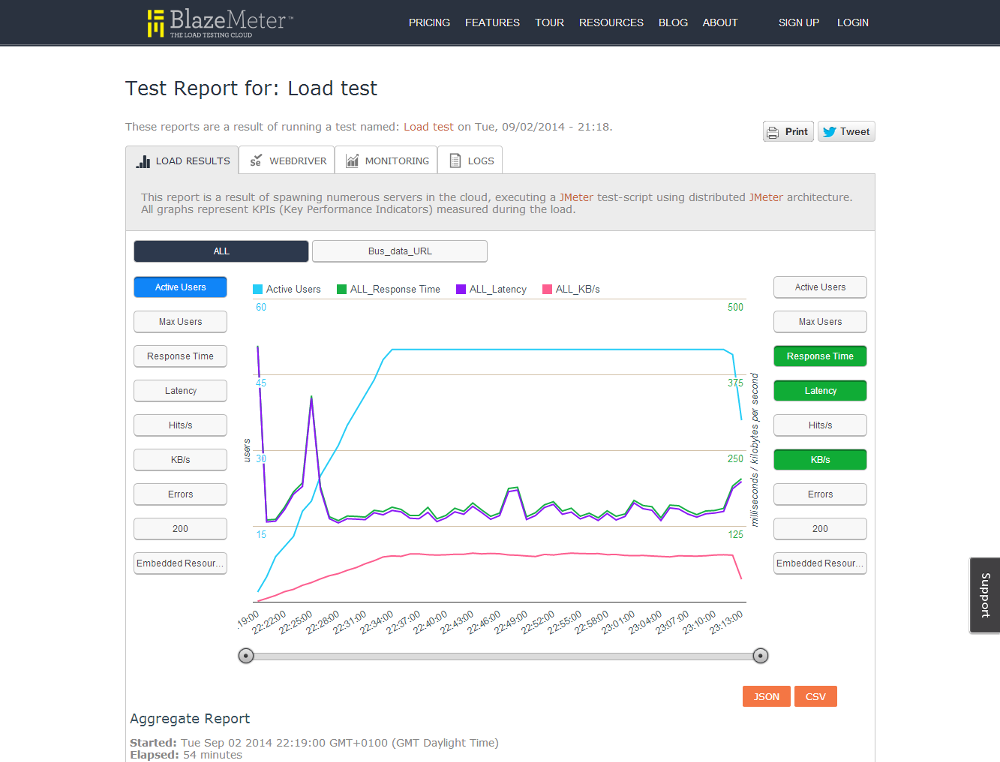 BlazeMeter™
THE LOAD TESTING CLOUD
PRICING FEATURES TOUR RESOURCES BLOG ABOUT SIGN UP LOGIN
Test Report for: Load test
These reports are a result of running a test named: Load test on Tue, 09/02/2014 - 21:18.
Print Tweet
LOAD RESULTS Se WEBDRIVER MONITORING LOGS
This report is a result of spawning numerous servers in the cloud, executing a JMeter test-script using distributed JMeter architecture.
All graphs represent KPIs (Key Performance Indicators) measured during the load.
ALL Bus_data_URL
Active Users
Max Users
Response Time
Latency
Hits/s
KB/s
Errors
200
Embedded Resour...
Active Users ALL_Response Time ALL_Latency ALL_KB/s
60 500
45 375
30 250
15 125
users
milliseconds / kilobytes per second
:19:00 22:22:00 22:25:00 22:28:00 22:31:00 22:34:00 22:37:00 22:40:00 22:43:00 22:46:00 22:49:00 22:52:00 22:55:00 22:58:00 23:01:00 23:04:00 23:07:00 23:10:00 23:13:00
Active Users
Max Users
Response Time
Latency
Hits/s
KB/s
Errors
200
Embedded Resour...
Support
JSON CSV
Aggregate Report
Started: Tue Sep 02 2014 22:19:00 GMT+0100 (GMT Daylight Time)
Elapsed: 54 minutes